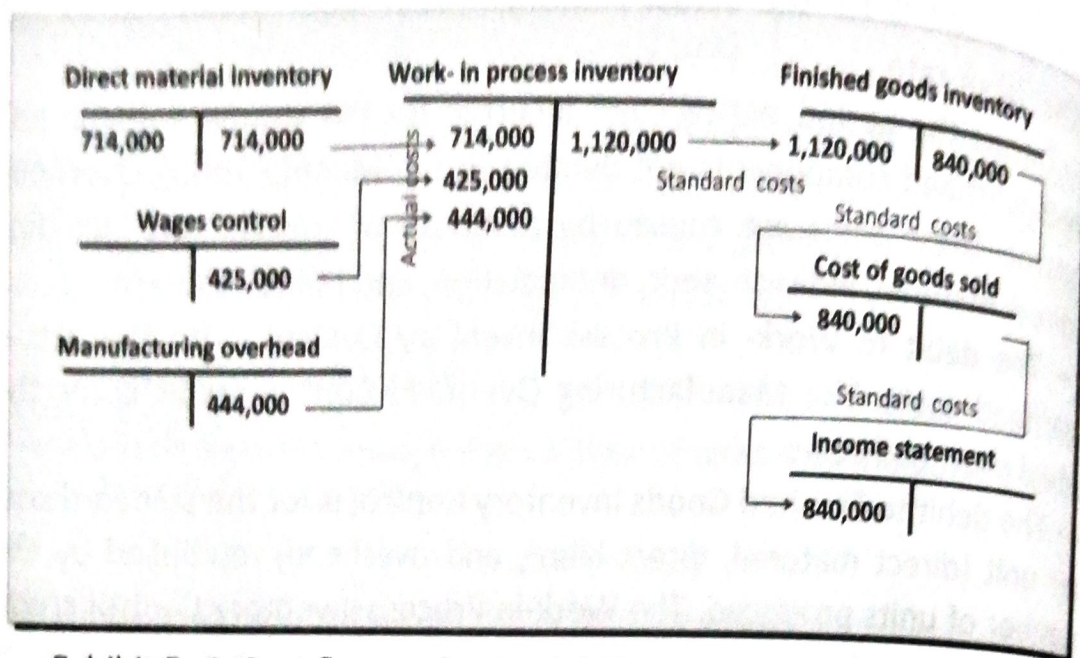 Direct material inventory
714,000 714,000
Wages control
425,000
Manufacturing overhead
444,000
Work- in process inventory
714,000 1,120,000
425,000
444,000
Actual costs
Standard costs
Finished goods inventory
1,120,000 840,000
Standard costs
Cost of goods sold
840,000
Standard costs
Income statement
840,000